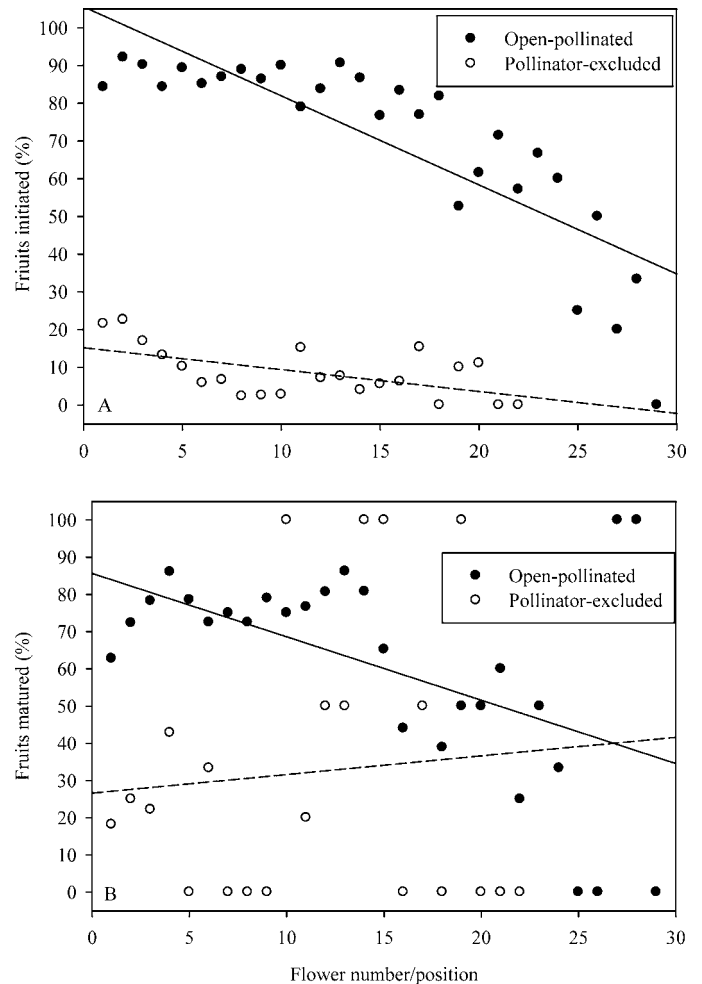 100
90
80
70
60
50
40
30
20
10
0
Friuits initiated (%)
Open-pollinated
Pollinator-excluded
A
0 5 10 15 20 25 30
100
90
80
70
60
50
40
30
20
10
0
Fruits matured (%)
Open-pollinated
Pollinator-excluded
B
0 5 10 15 20 25 30
Flower number/position